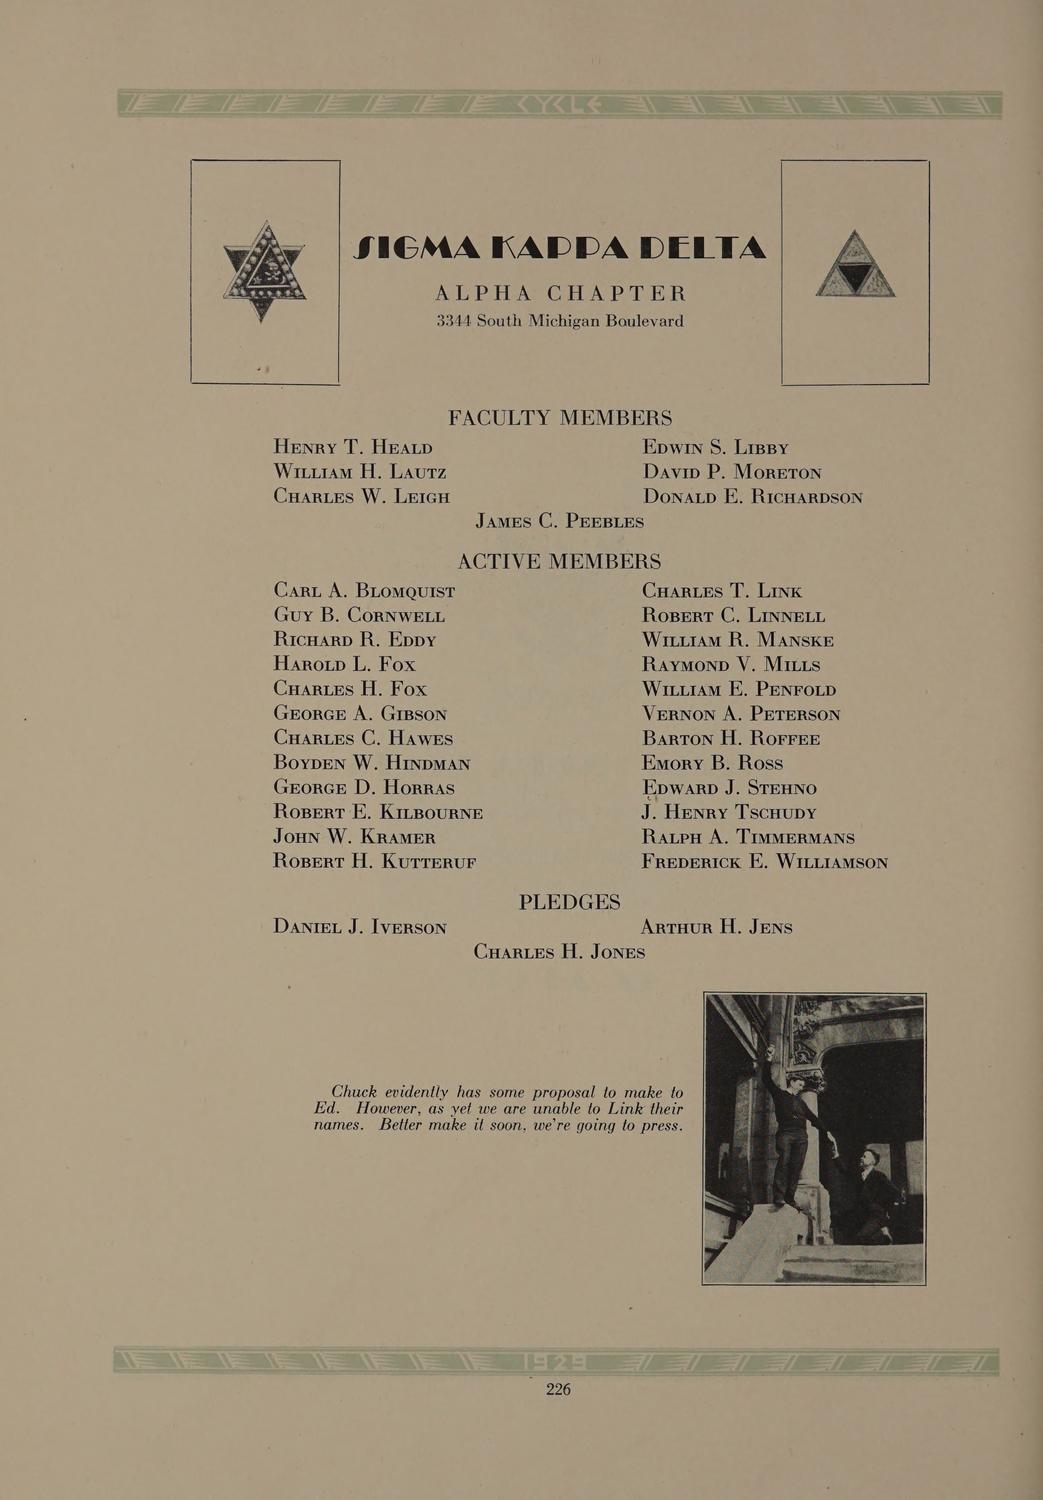 CYCLE
SIGMA KAPPA DELTA
ALPHA CHAPTER
3344 South Michigan Boulevard
FACULTY MEMBERS
HENRY T. HEALD
EDWIN S. LIBBY
WILLIAM H. LAUTZ
DAVID P. MORETON
CHARLES W. LEIGH
DONALD E. RICHARDSON
JAMES C. PEEBLES
ACTIVE MEMBERS
CARL A. BLOMQUIST
GUY B. CORNWELL
RICHARD R. EDDY
HAROLD L. FOX
CHARLES H. FOX
GEORGE A. GIBSON
CHARLES C. HAWES
BOYDEN W. HINDMAN
GEORGE D. HORRAS
ROBERT E. KILBOURNE
JOHN W. KRAMER
ROBERT H. KUTTERUF
CHARLES T. LINK
ROBERT C. LINNELL
WILLIAM R. MANSKE
RAYMOND V. MILLS
WILLIAM E. PENFOLD
VERNON A. PETERSON
BARTON H. ROFFEE
EMORY B. ROSS
EDWARD J. STEHNO
J. HENRY TSCHUDY
RALPH A. TIMMERMANS
FREDERICK E. WILLIAMSON
PLEDGES
DANIEL J. IVERSON
ARTHUR H. JENS
CHARLES H. JONES
Chuck evidently has some proposal to make to
Ed. However, as yet we are unable to Link their
names. Better make it soon, we're going to press.
1929
226